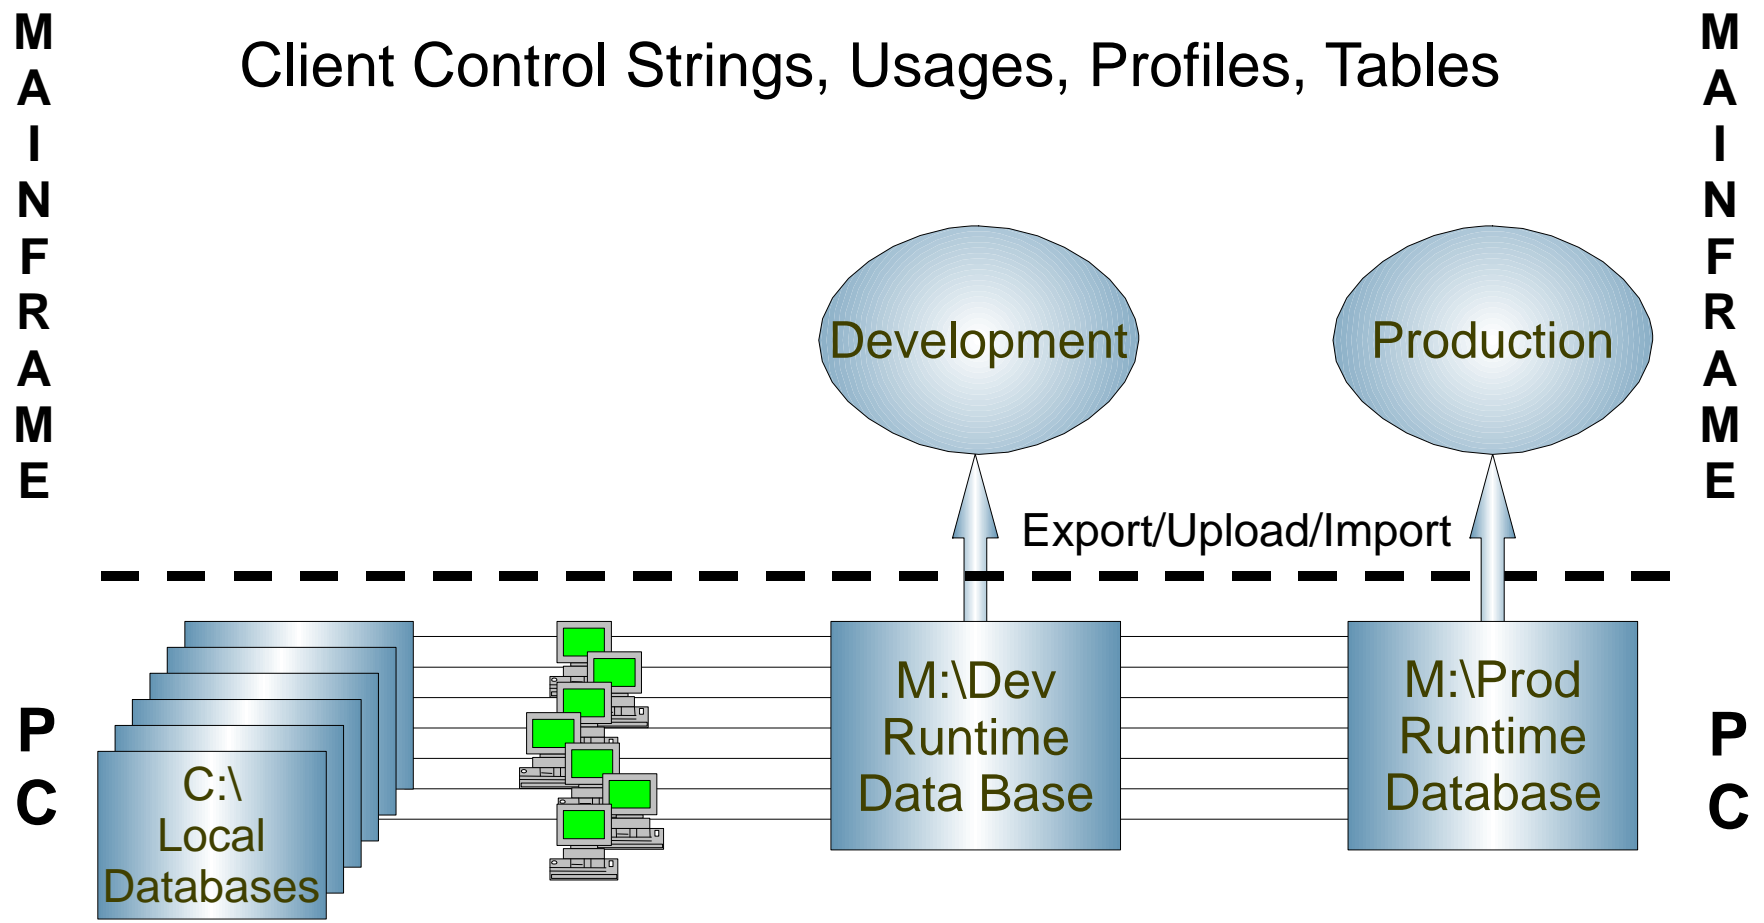 M
A
I
N
F
R
A
M
E
Client Control Strings, Usages, Profiles, Tables
M
A
I
N
F
R
A
M
E
Development
Production
Export/Upload/Import
P
C
C:\
Local
Databases
M:\Dev
Runtime
Data Base
M:\Prod
Runtime
Database
P
C